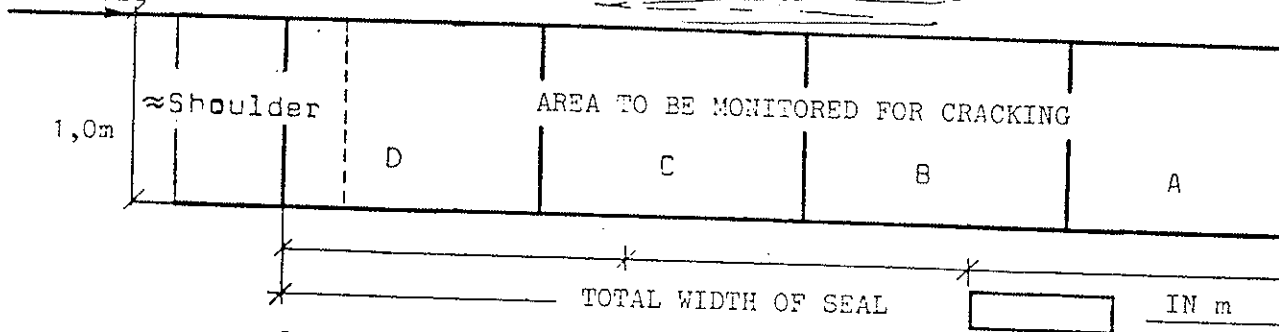 ≈Shoulder
AREA TO BE MONITORED FOR CRACKING
1,0m
D
C
B
A
TOTAL WIDTH OF SEAL
IN m